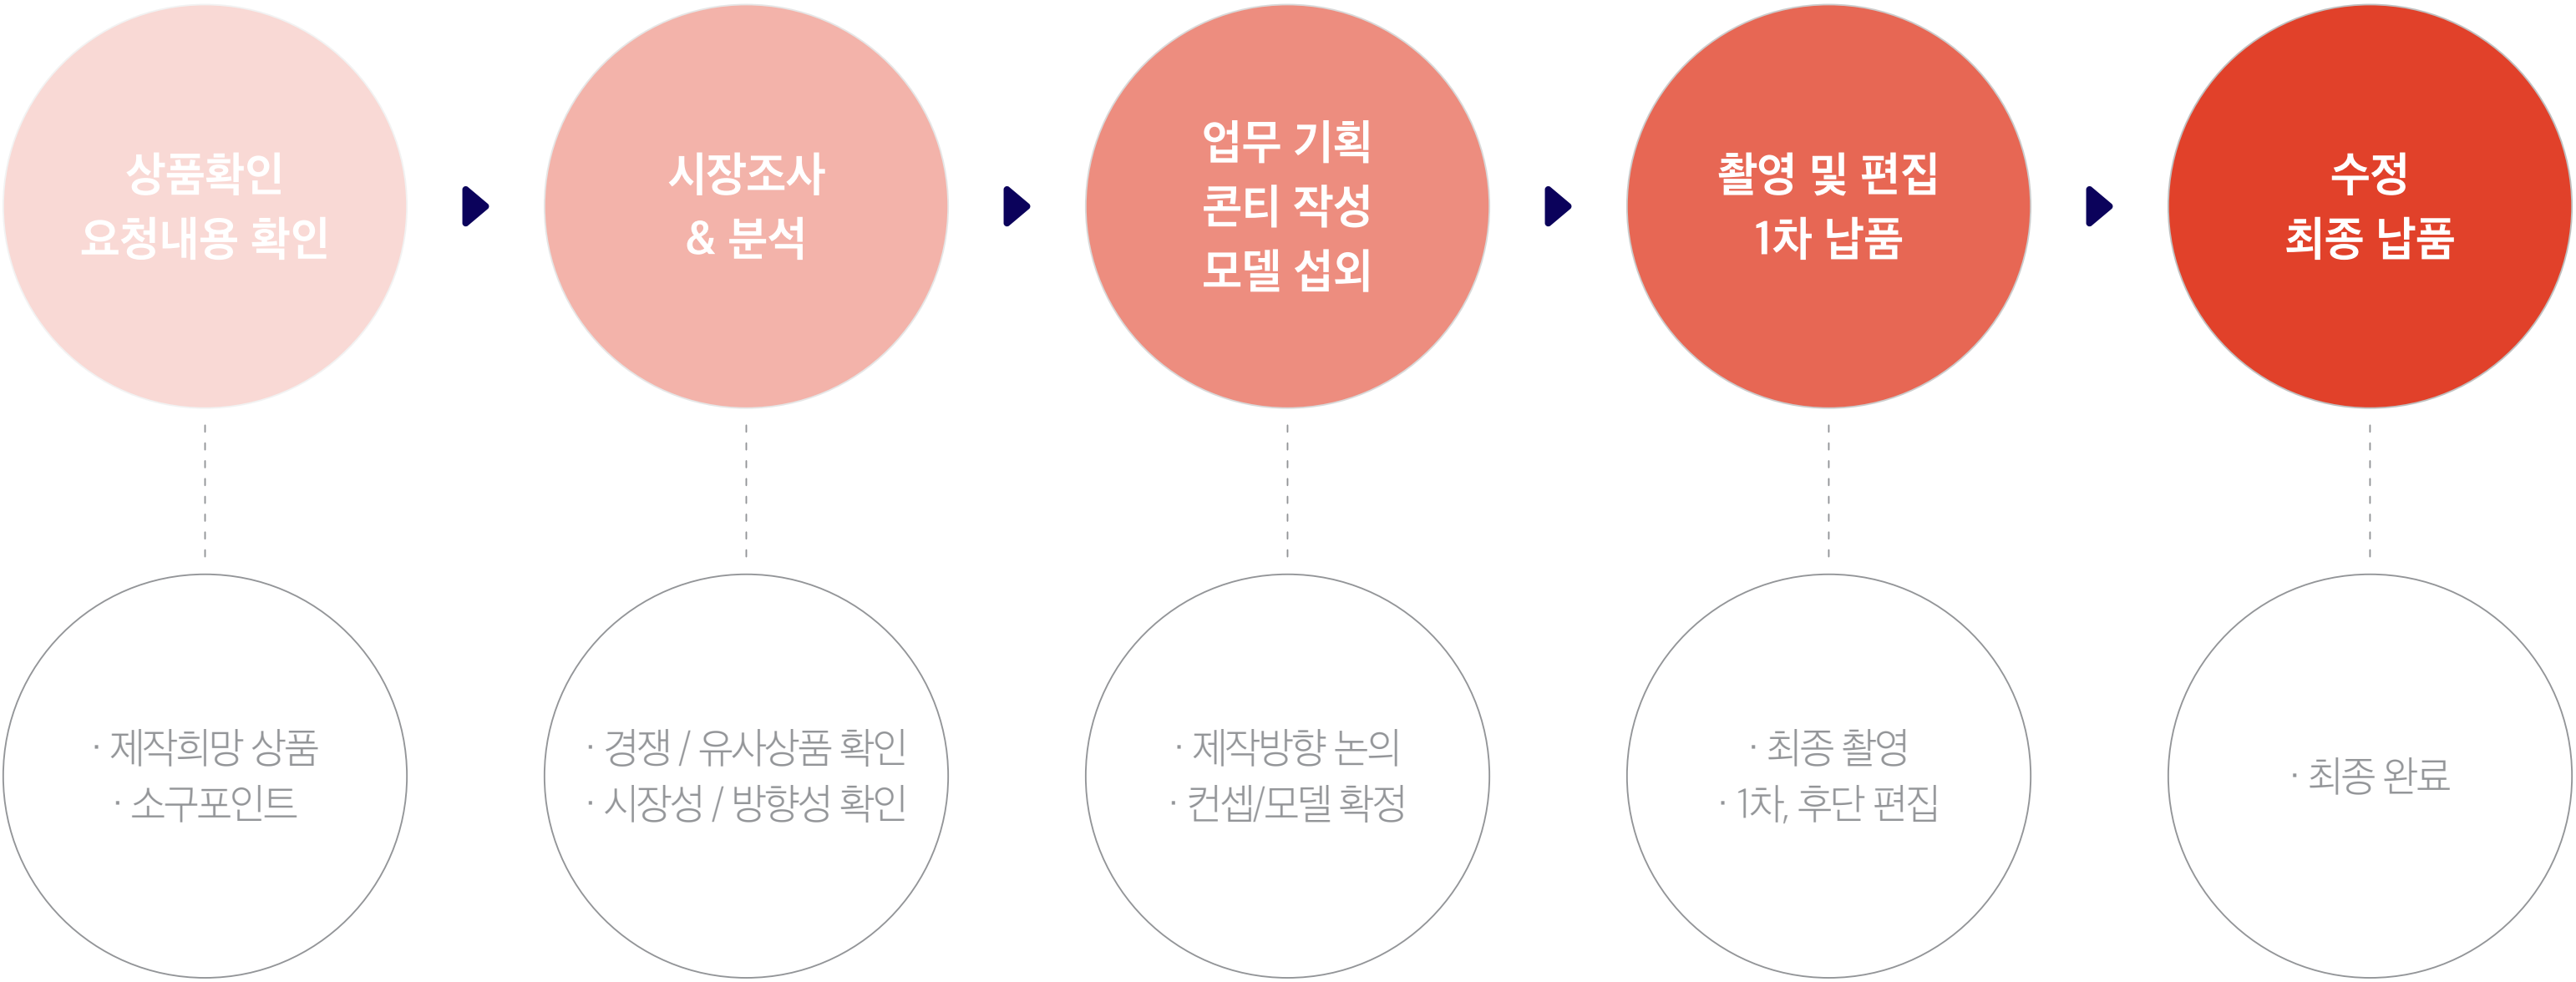 상품확인
요청내용 확인
시장조사
& 분석
업무 기획
콘티 작성
모델 섭외
촬영 및 편집
1차 납품
수정
최종 납품
· 제작희망 상품
· 소구포인트
· 경쟁 / 유사상품 확인
· 시장성 / 방향성 확인
· 제작방향 논의
· 컨셉/모델 확정
· 최종 촬영
· 1차, 후단 편집
· 최종 완료